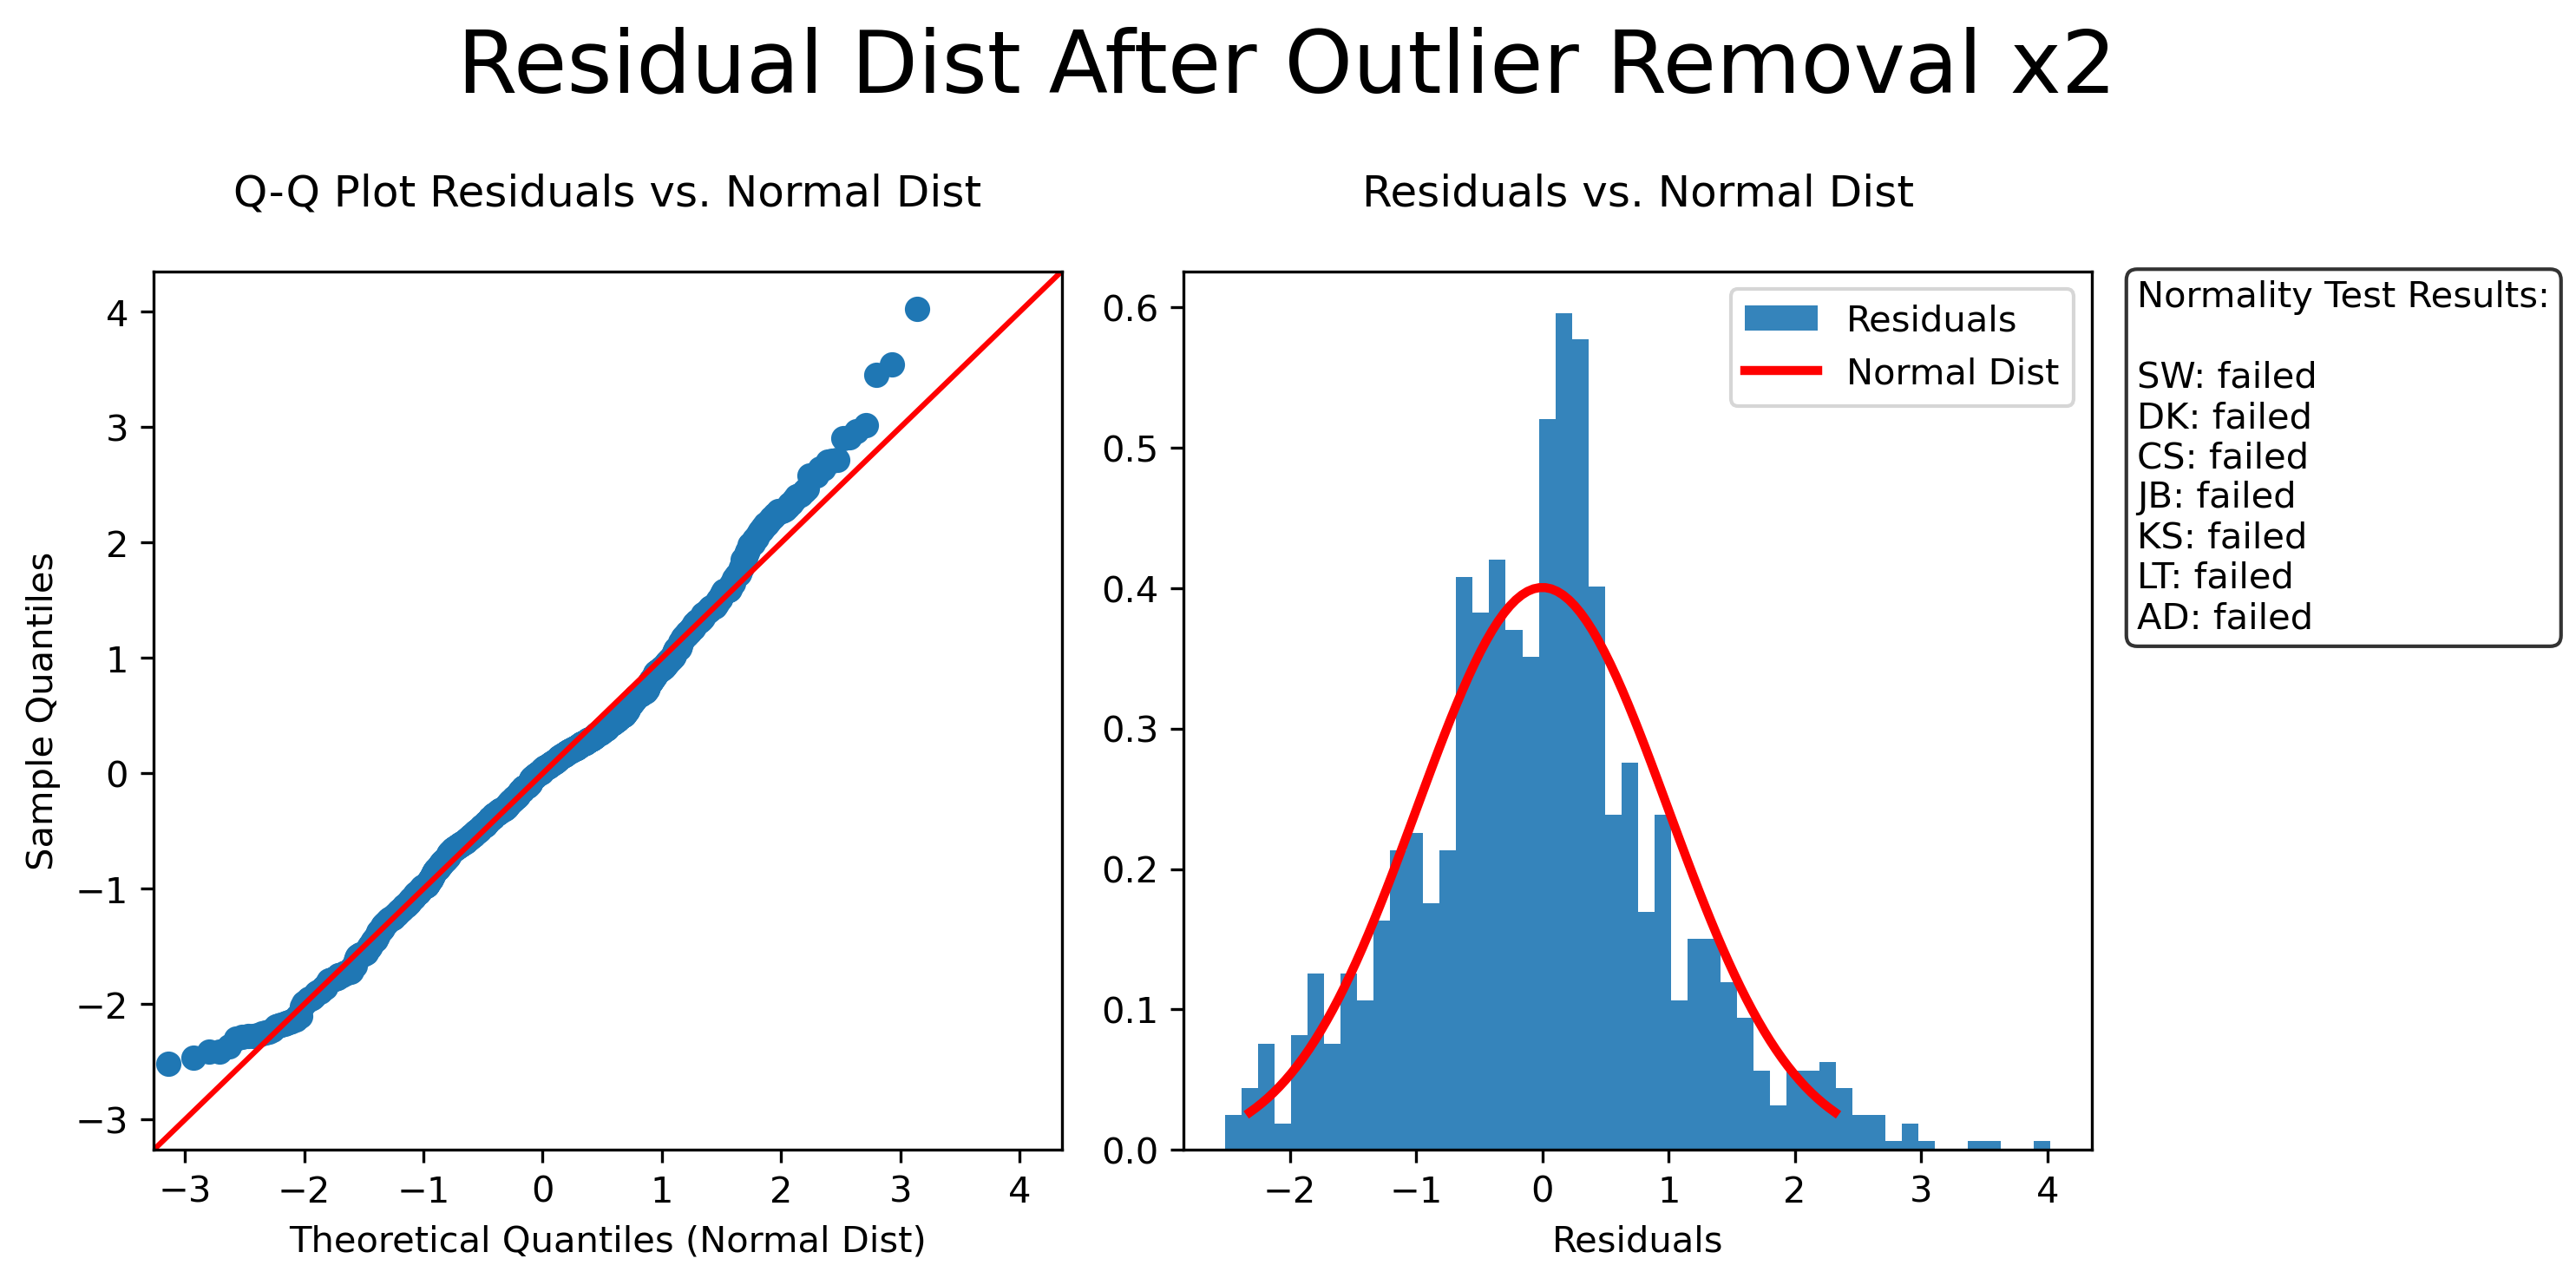 Residual Dist After Outlier Removal x2
Q-Q Plot Residuals vs. Normal Dist
4
3
2
1
0
−1
−2
−3
Sample Quantiles
−3 −2 −1 0 1 2 3 4
Theoretical Quantiles (Normal Dist)
Residuals vs. Normal Dist
0.6
0.5
0.4
0.3
0.2
0.1
0.0
Residuals
Normal Dist
−2 −1 0 1 2 3 4
Residuals
Normality Test Results:
SW: failed
DK: failed
CS: failed
JB: failed
KS: failed
LT: failed
AD: failed